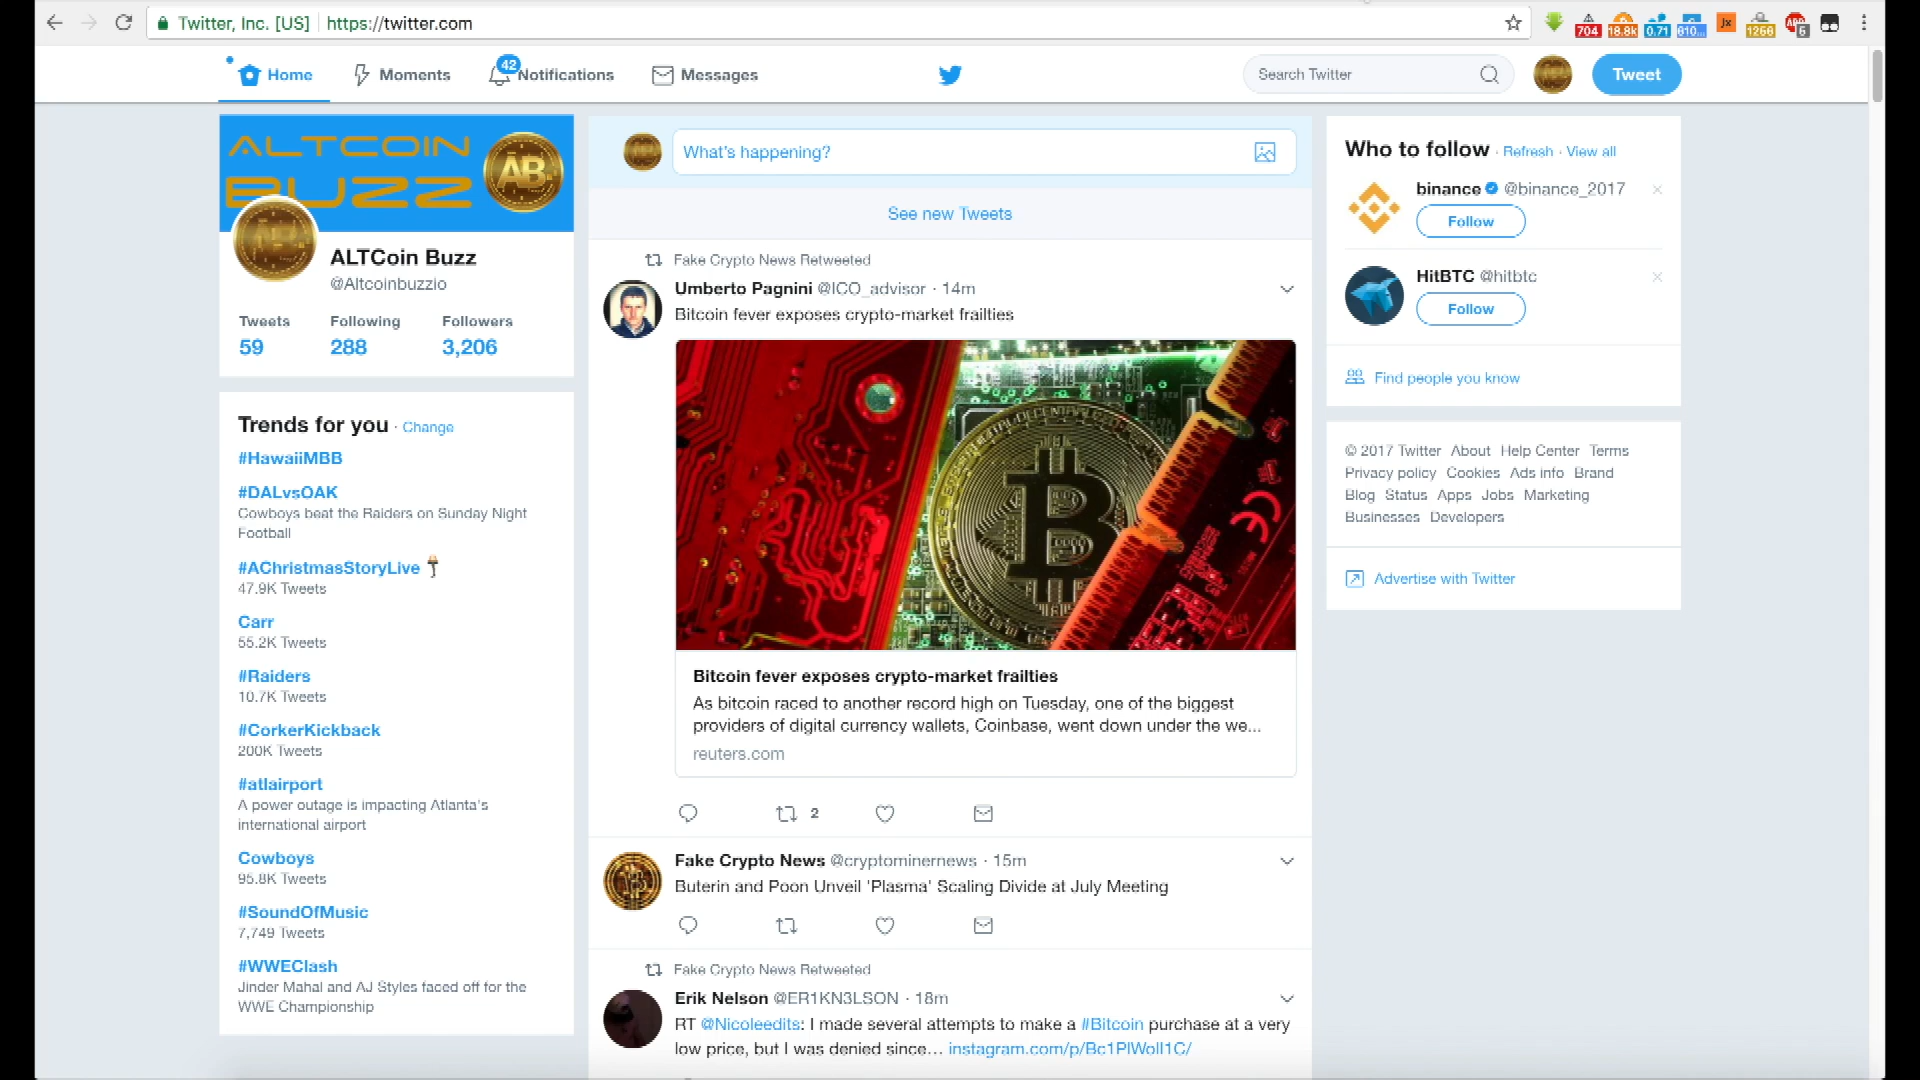 Twitter, Inc. [US] https://twitter.com
704 18.8k 0.71 810... Jx 1266 ABP 6
Home Moments 42 Notifications Messages Search Twitter Tweet
ALTCOIN
BUZZ
AB
ALTCoin Buzz
@Altcoinbuzzio
Tweets Following Followers
59 288 3,206
Trends for you · Change
#HawaiiMBB
#DALvsOAK
Cowboys beat the Raiders on Sunday Night
Football
#AChristmasStoryLive
47.9K Tweets
Carr
55.2K Tweets
#Raiders
10.7K Tweets
#CorkerKickback
200K Tweets
#atlairport
A power outage is impacting Atlanta's
international airport
Cowboys
95.8K Tweets
#SoundOfMusic
7,749 Tweets
#WWEClash
Jinder Mahal and AJ Styles faced off for the
WWE Championship
What's happening?
See new Tweets
Fake Crypto News Retweeted
Umberto Pagnini @ICO_advisor · 14m
Bitcoin fever exposes crypto-market frailties
Bitcoin fever exposes crypto-market frailties
As bitcoin raced to another record high on Tuesday, one of the biggest
providers of digital currency wallets, Coinbase, went down under the we...
reuters.com
2
Fake Crypto News @cryptominernews · 15m
Buterin and Poon Unveil 'Plasma' Scaling Divide at July Meeting
Fake Crypto News Retweeted
Erik Nelson @ER1KN3LSON · 18m
RT @Nicoleedits: I made several attempts to make a #Bitcoin purchase at a very
low price, but I was denied since... instagram.com/p/Bc1PlWolI1C/
Who to follow · Refresh · View all
binance @binance_2017
Follow
HitBTC @hitbtc
Follow
Find people you know
© 2017 Twitter About Help Center Terms
Privacy policy Cookies Ads info Brand
Blog Status Apps Jobs Marketing
Businesses Developers
Advertise with Twitter